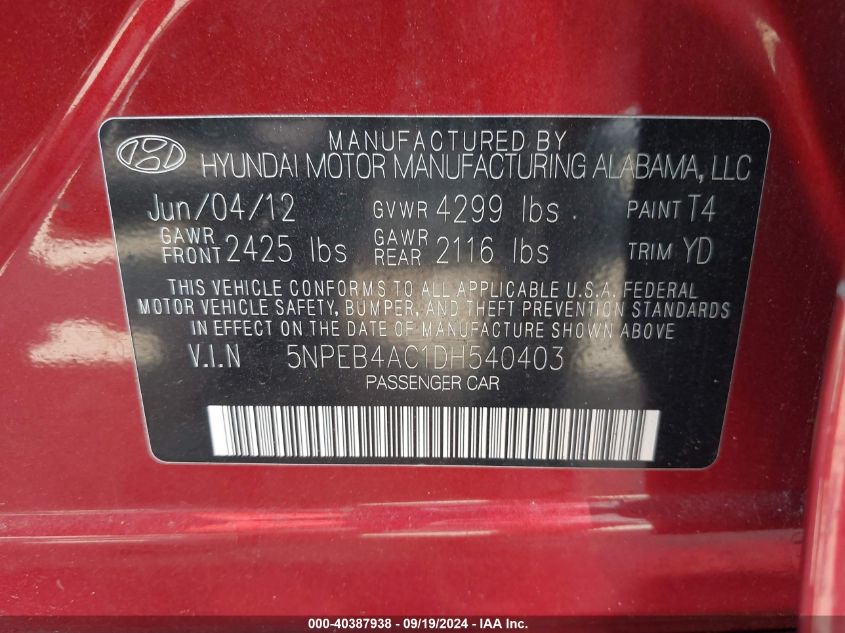 MANUFACTURED BY
HYUNDAI MOTOR MANUFACTURING ALABAMA, LLC
Jun/04/12 GVWR 4299 lbs. PAINT T4
GAWR FRONT 2425 lbs GAWR REAR 2116 lbs TRIM YD
THIS VEHICLE CONFORMS TO ALL APPLICABLE U.S.A. FEDERAL
MOTOR VEHICLE SAFETY, BUMPER, AND THEFT PREVENTION STANDARDS
IN EFFECT ON THE DATE OF MANUFACTURE SHOWN ABOVE.
V.I.N 5NPEB4AC1DH540403
PASSENGER CAR
000-40387938 - 09/19/2024 - IAA Inc.